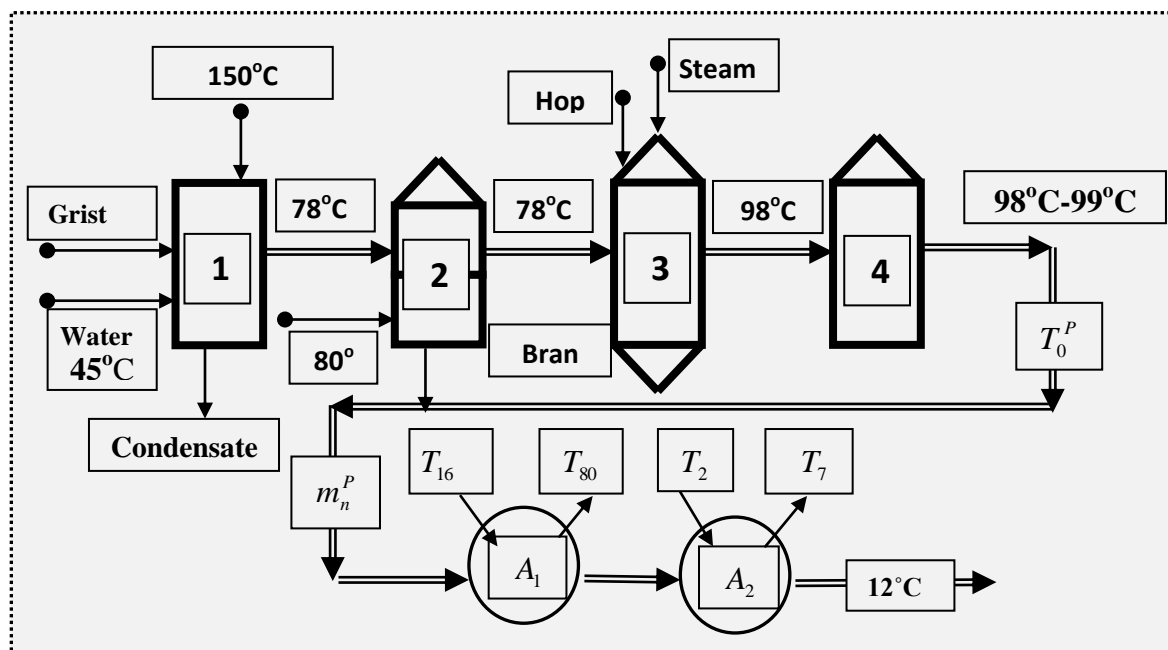 150°C
Steam
Hop
Grist
78°C
78°C
98°C
98°C-99°C
1
2
3
4
Water
45°C
80°
Bran
T_0^P
Condensate
T_16
T_80
T_2
T_7
m_n^P
A_1
A_2
12°C